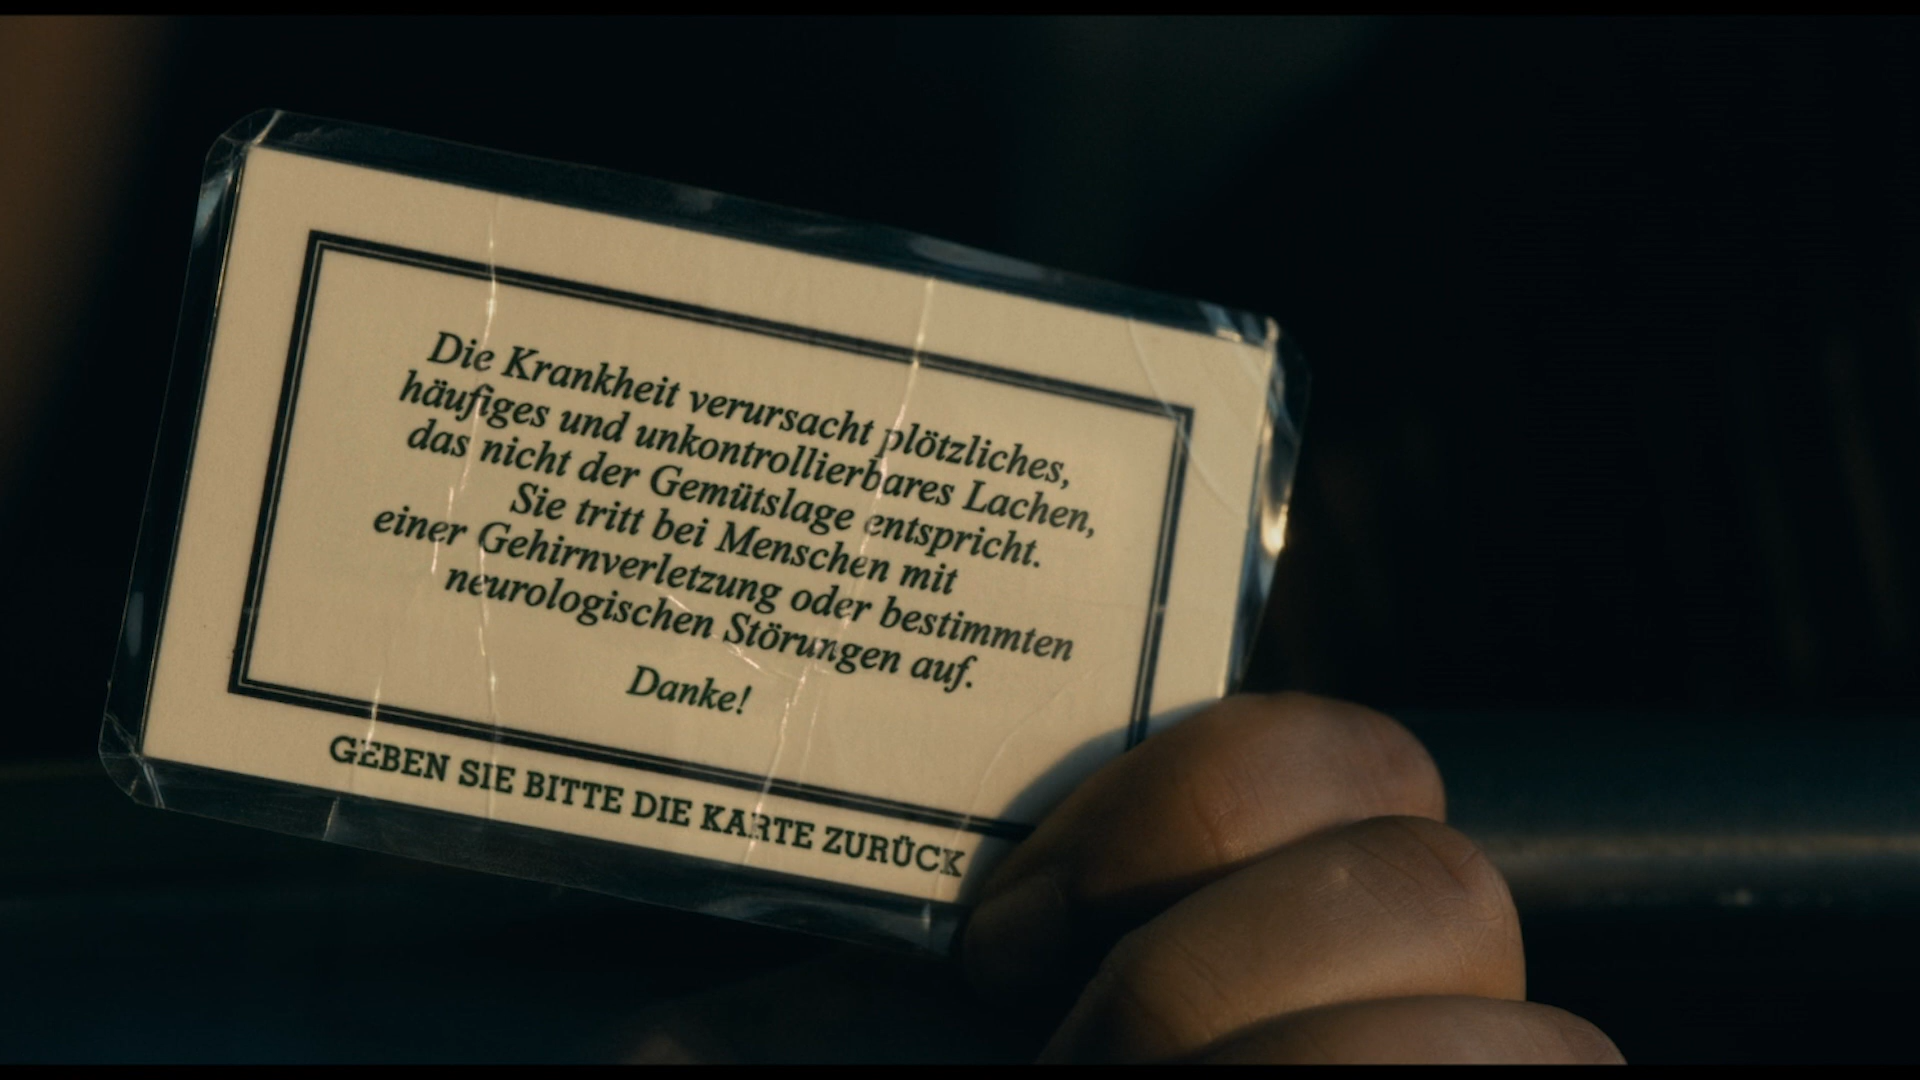 Die Krankheit verursacht plötzliches,
häufiges und unkontrollierbares Lachen,
das nicht der Gemütslage entspricht.
Sie tritt bei Menschen mit
einer Gehirnverletzung oder bestimmten
neurologischen Störungen auf.
Danke!
GEBEN SIE BITTE DIE KARTE ZURÜCK